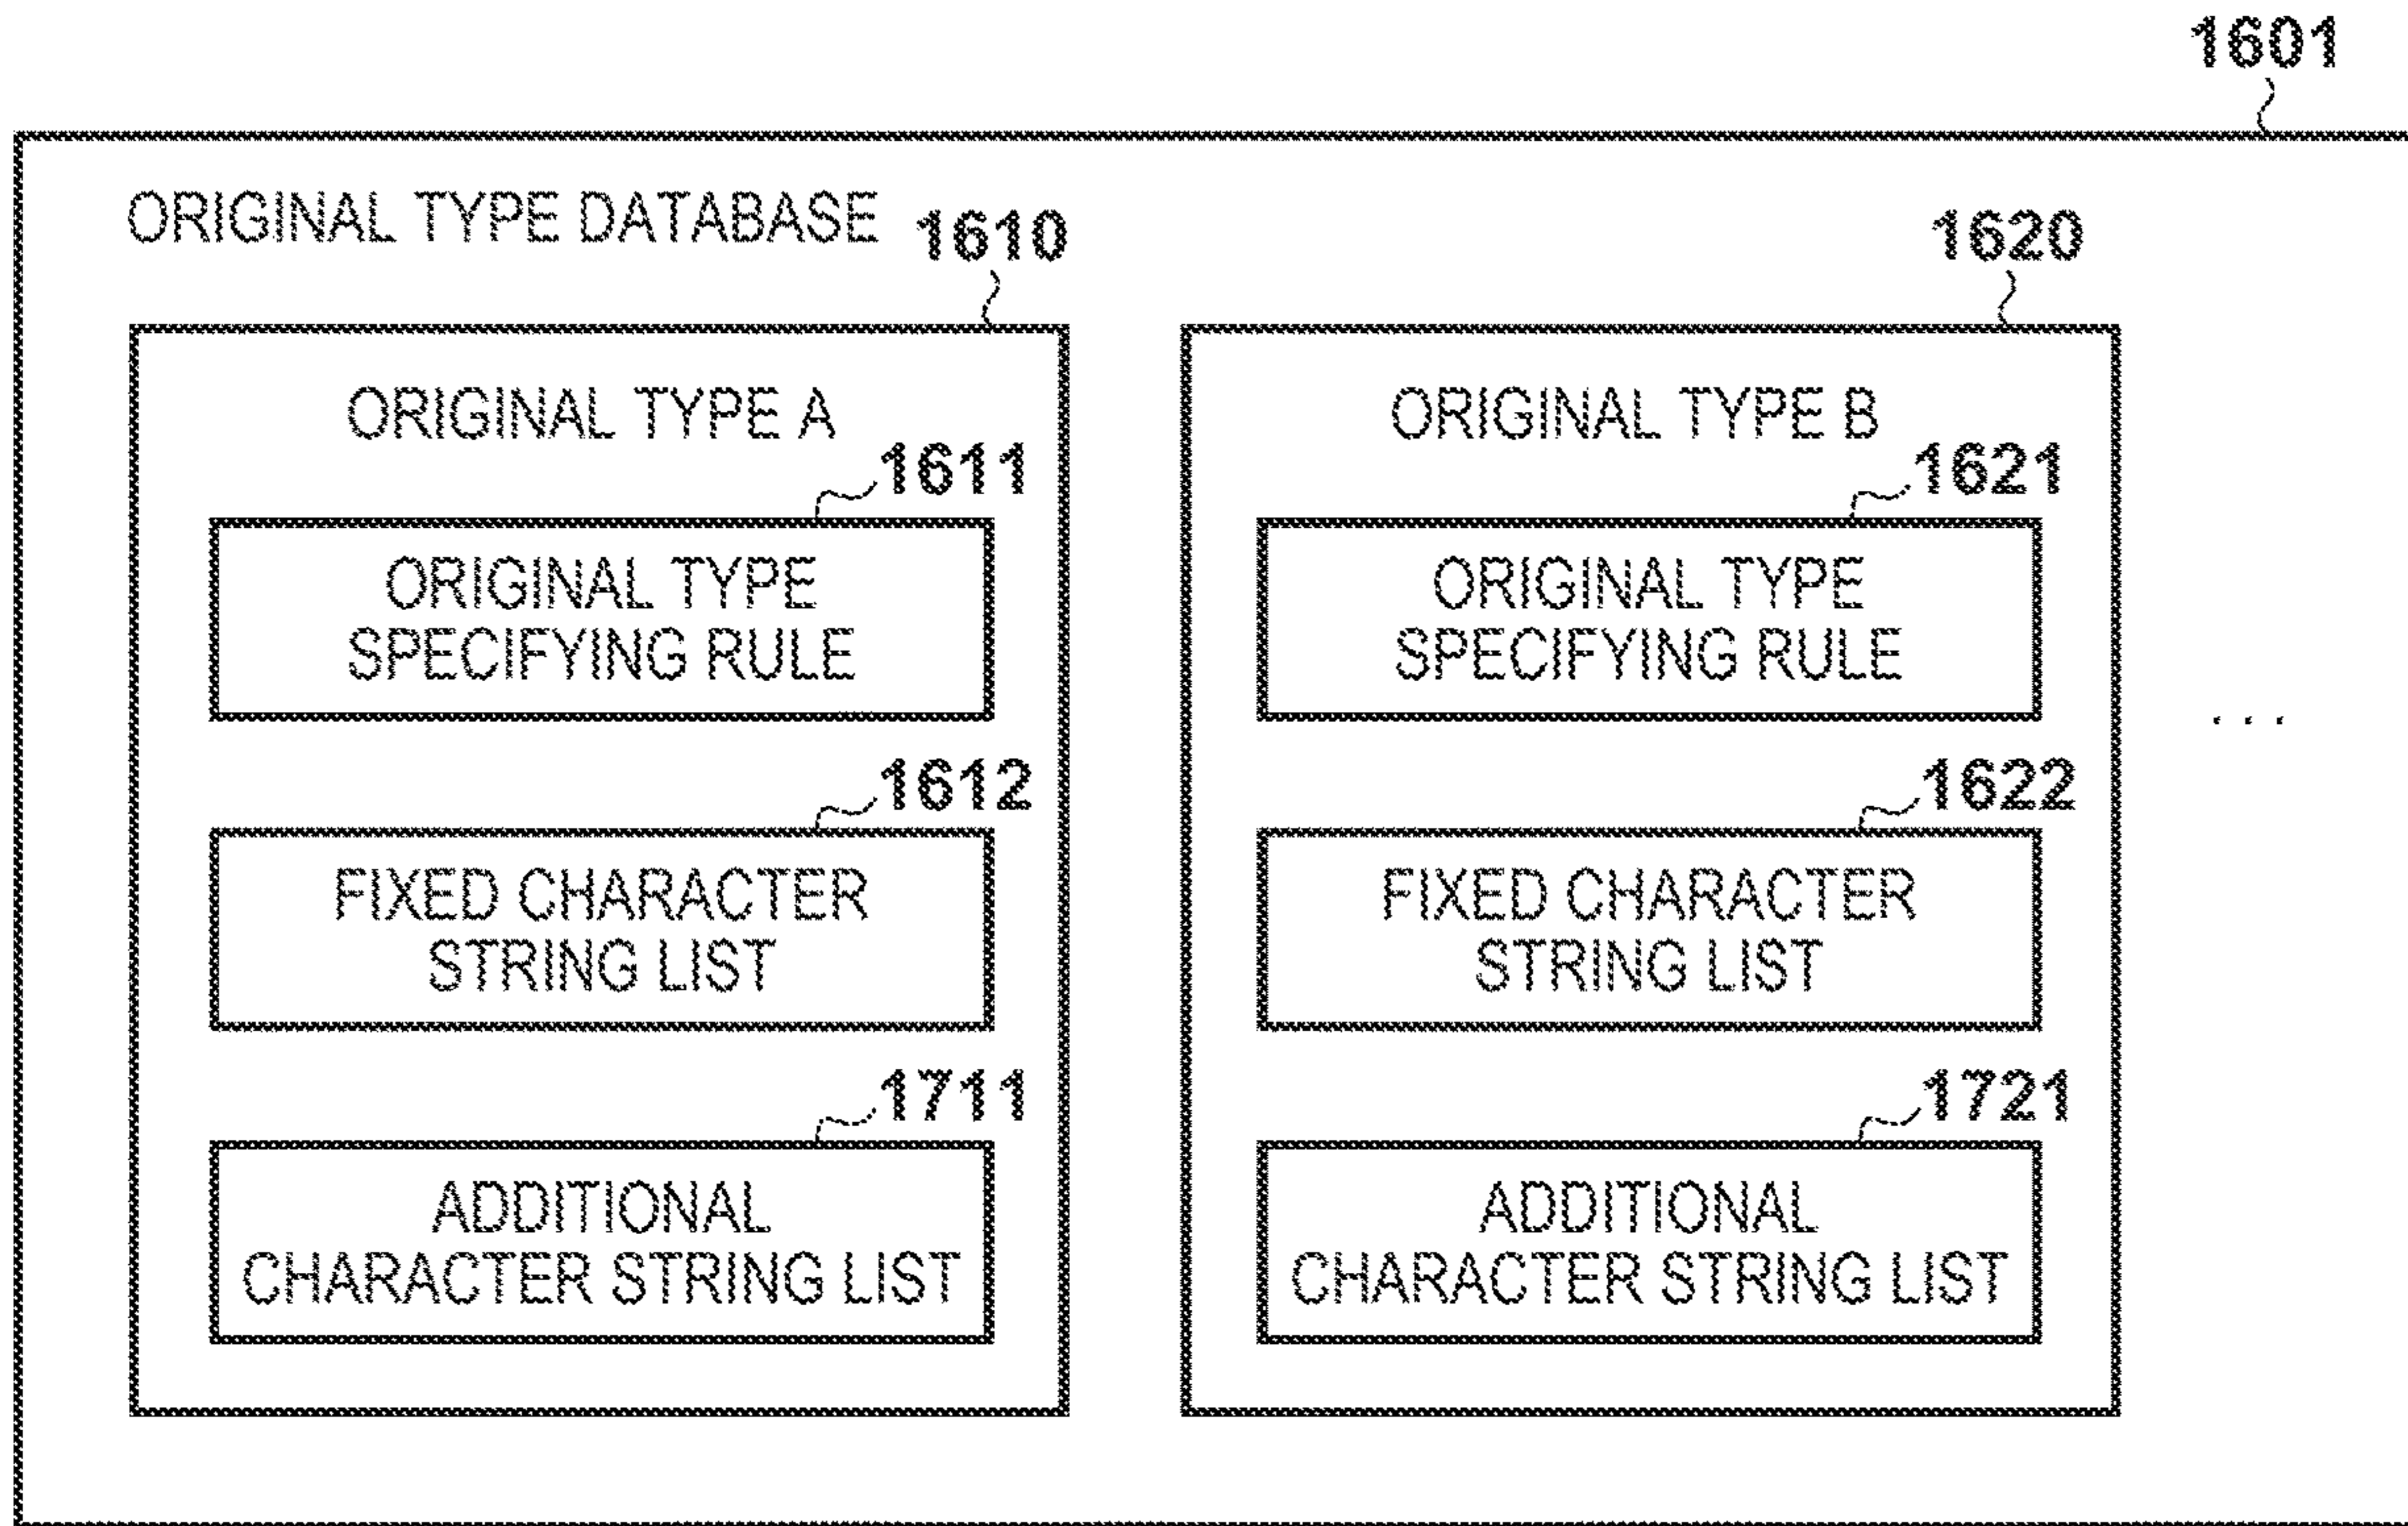 1601
ORIGINAL TYPE DATABASE
1610
ORIGINAL TYPE A
1611
ORIGINAL TYPE
SPECIFYING RULE
1612
FIXED CHARACTER
STRING LIST
1711
ADDITIONAL
CHARACTER STRING LIST
1620
ORIGINAL TYPE B
1621
ORIGINAL TYPE
SPECIFYING RULE
1622
FIXED CHARACTER
STRING LIST
1721
ADDITIONAL
CHARACTER STRING LIST
...